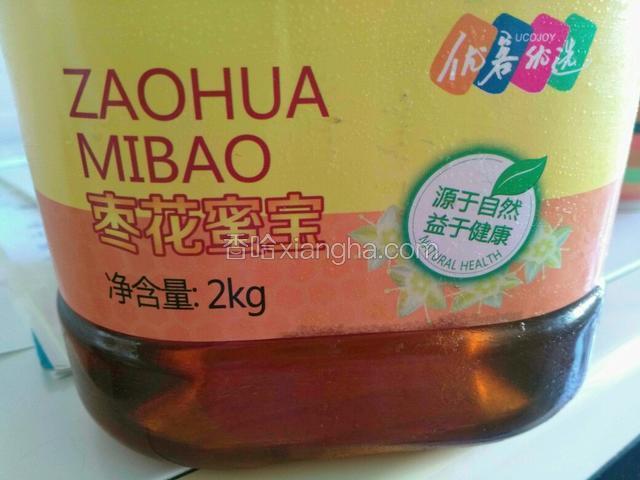 优客优选
UCOJOY
ZAOHUA
MIBAO
枣花蜜宝
源于自然
益于健康
NATURAL HEALTH
香哈xiangha.com
净含量: 2kg